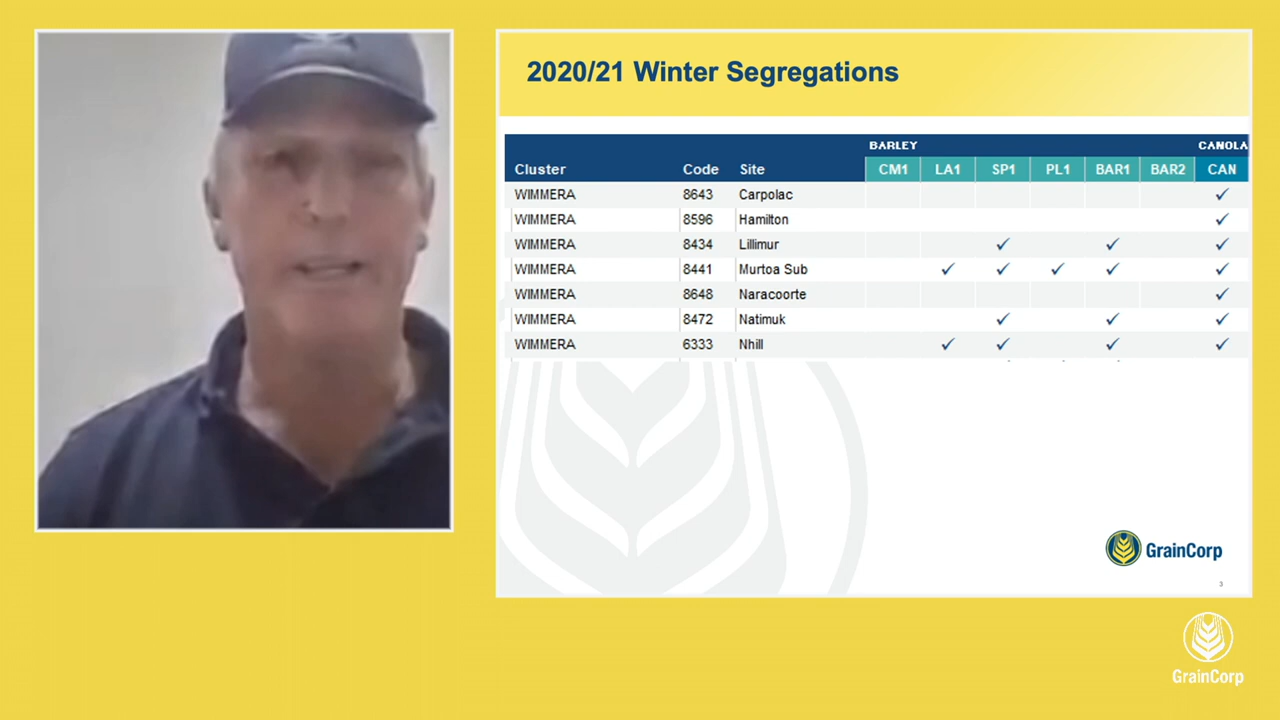 2020/21 Winter Segregations
BARLEY CANOLA
Cluster Code Site CM1 LA1 SP1 PL1 BAR1 BAR2 CAN
WIMMERA 8643 Carpolac ✓
WIMMERA 8596 Hamilton ✓
WIMMERA 8434 Lillimur ✓ ✓ ✓
WIMMERA 8441 Murtoa Sub ✓ ✓ ✓ ✓ ✓
WIMMERA 8648 Naracoorte ✓
WIMMERA 8472 Natimuk ✓ ✓ ✓
WIMMERA 6333 Nhill ✓ ✓ ✓ ✓
GrainCorp
3
GrainCorp